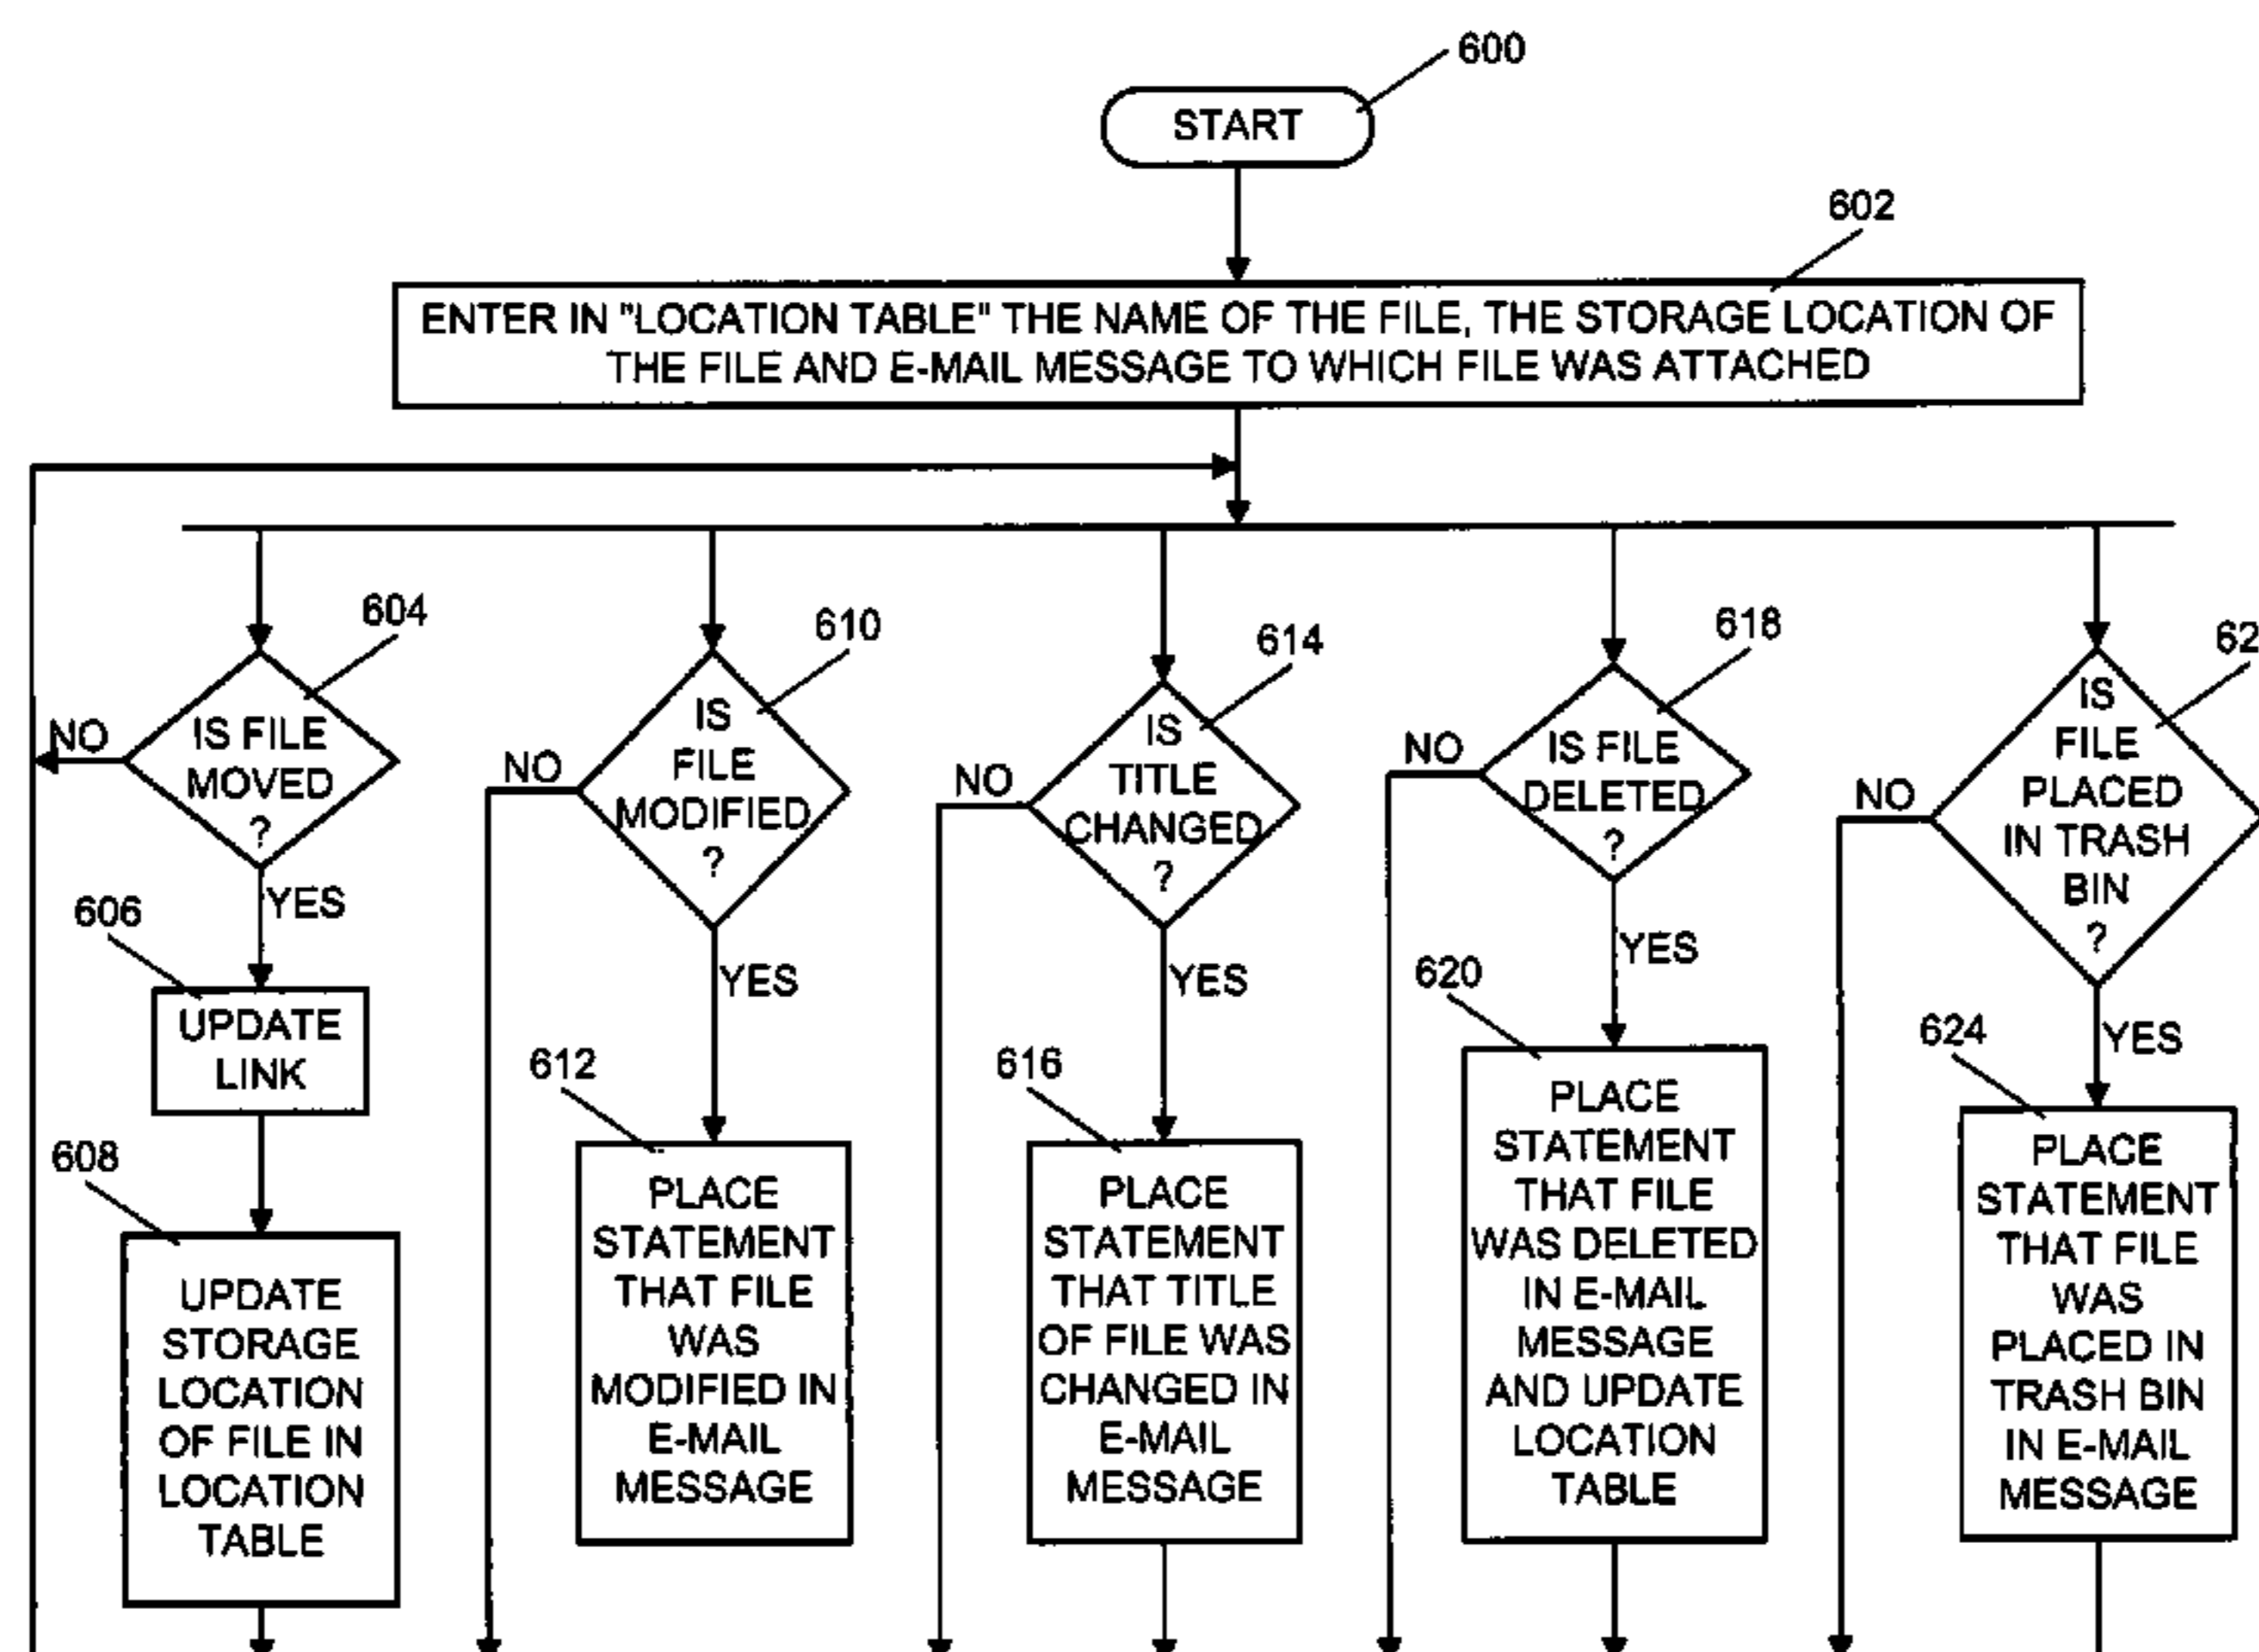 600
START
602
ENTER IN "LOCATION TABLE" THE NAME OF THE FILE, THE STORAGE LOCATION OF
THE FILE AND E-MAIL MESSAGE TO WHICH FILE WAS ATTACHED
604
NO
IS FILE
MOVED
?
YES
606
UPDATE
LINK
608
UPDATE
STORAGE
LOCATION
OF FILE IN
LOCATION
TABLE
610
NO
IS
FILE
MODIFIED
?
YES
612
PLACE
STATEMENT
THAT FILE
WAS
MODIFIED IN
E-MAIL
MESSAGE
614
NO
IS
TITLE
CHANGED
?
YES
616
PLACE
STATEMENT
THAT TITLE
OF FILE WAS
CHANGED IN
E-MAIL
MESSAGE
618
NO
IS FILE
DELETED
?
YES
620
PLACE
STATEMENT
THAT FILE
WAS DELETED
IN E-MAIL
MESSAGE
AND UPDATE
LOCATION
TABLE
NO
IS
FILE
PLACED
IN TRASH
BIN
?
YES
624
PLACE
STATEMENT
THAT FILE
WAS
PLACED IN
TRASH BIN
IN E-MAIL
MESSAGE